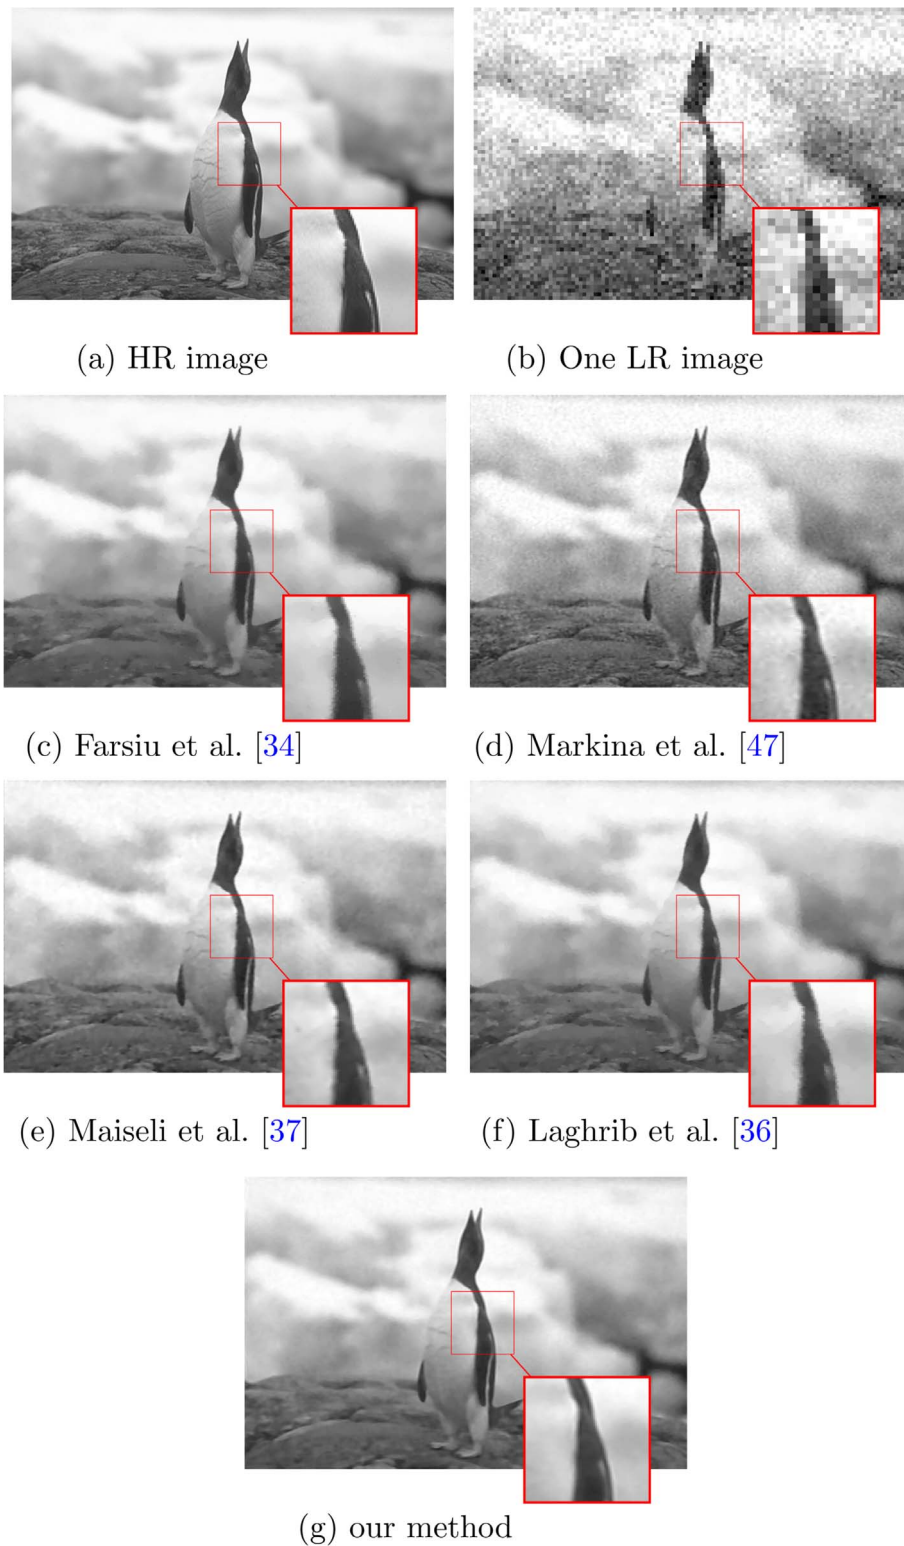 (a) HR image
(b) One LR image
(c) Farsiu et al. [34]
(d) Markina et al. [47]
(e) Maiseli et al. [37]
(f) Laghrib et al. [36]
(g) our method